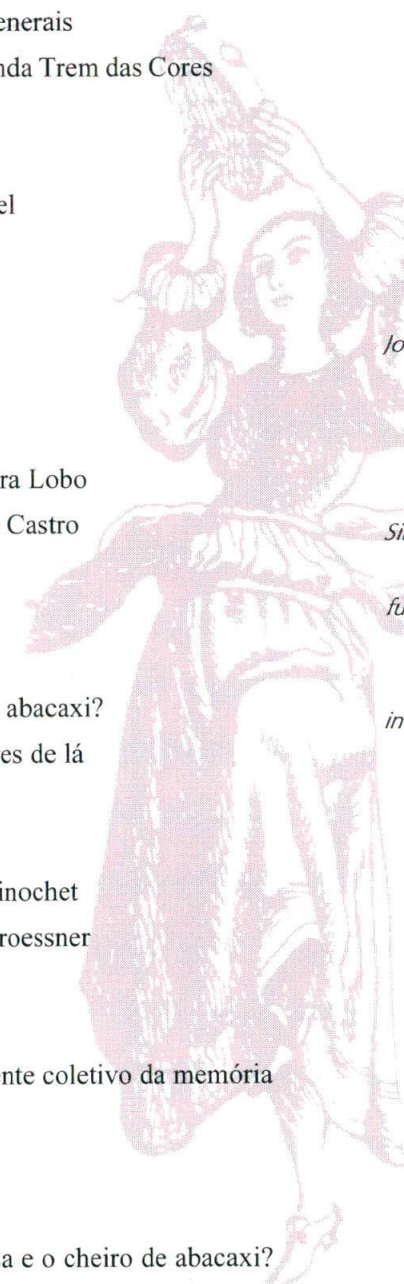 enerais
nda Trem das Cores
el
Jo
ra Lobo
Castro
Si
fu
abacaxi?
in
es de lá
inochet
roessner
ente coletivo da memória
a e o cheiro de abacaxi?